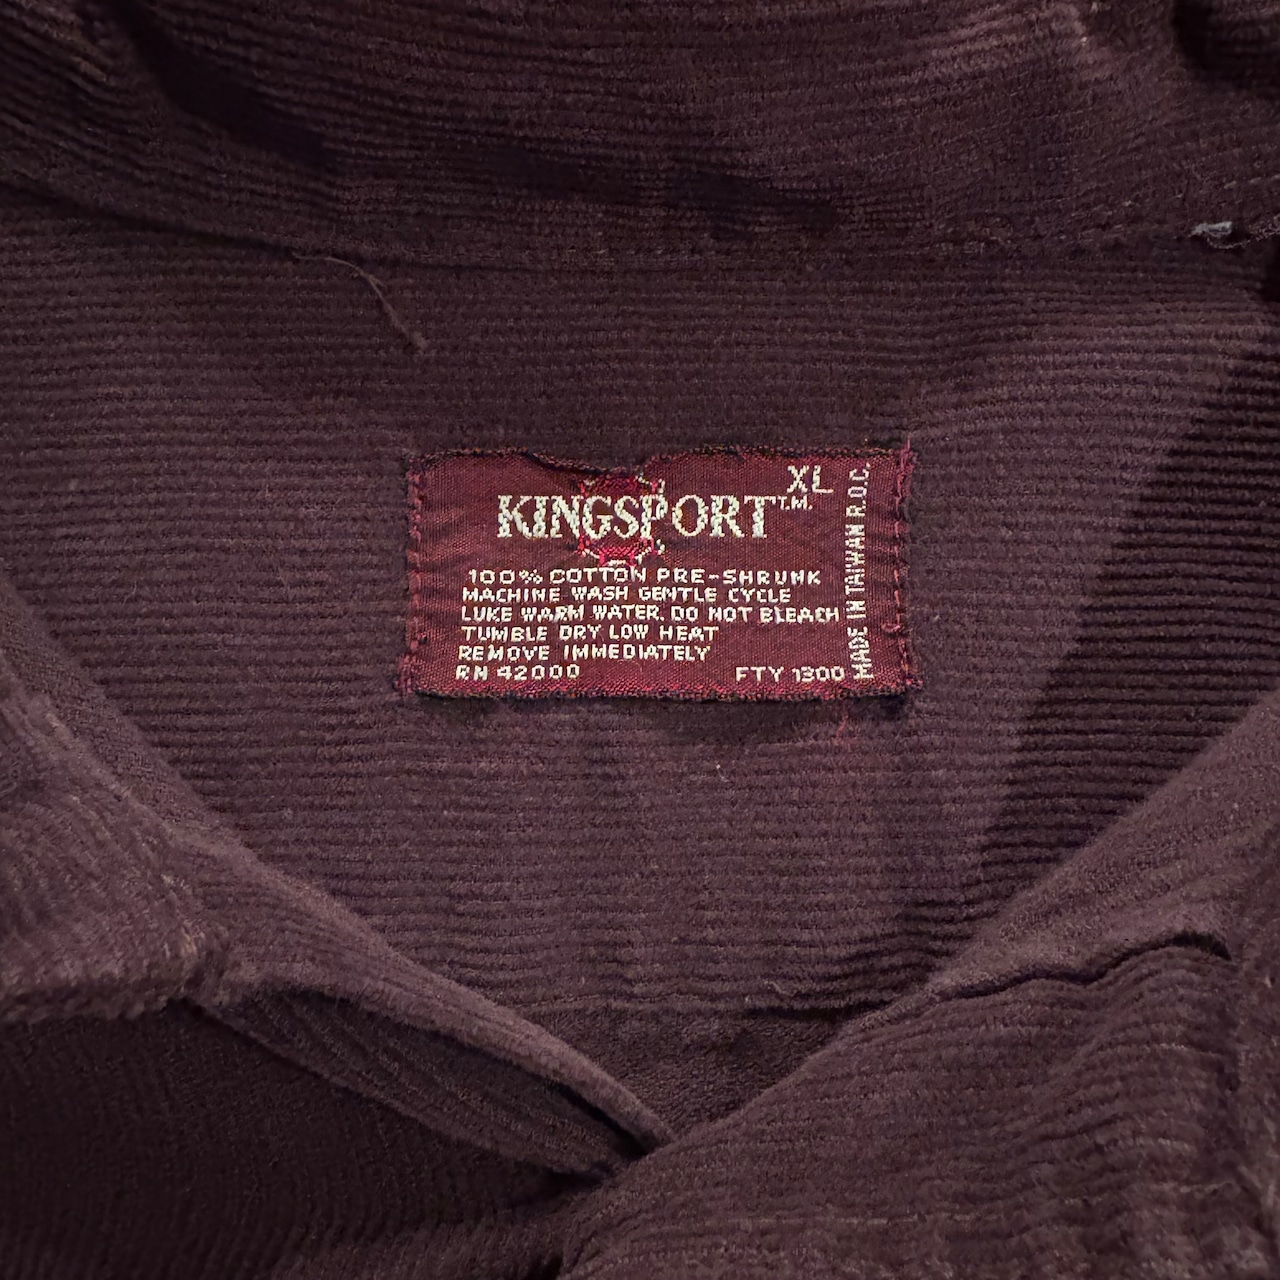 XL
KINGSPORT T.M.
100% COTTON PRE-SHRUNK
MACHINE WASH GENTLE CYCLE
LUKE WARM WATER. DO NOT BLEACH
TUMBLE DRY LOW HEAT
REMOVE IMMEDIATELY
RN 42000 FTY 1300
MADE IN TAIWAN R.O.C.